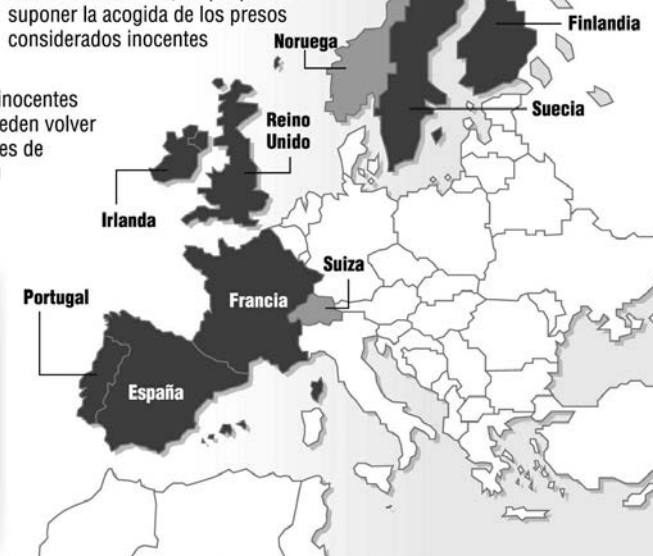 suponer la acogida de los presos
considerados inocentes
inocentes
eden volver
es de
Finlandia
Noruega
Suecia
Reino
Unido
Irlanda
Suiza
Portugal
Francia
España